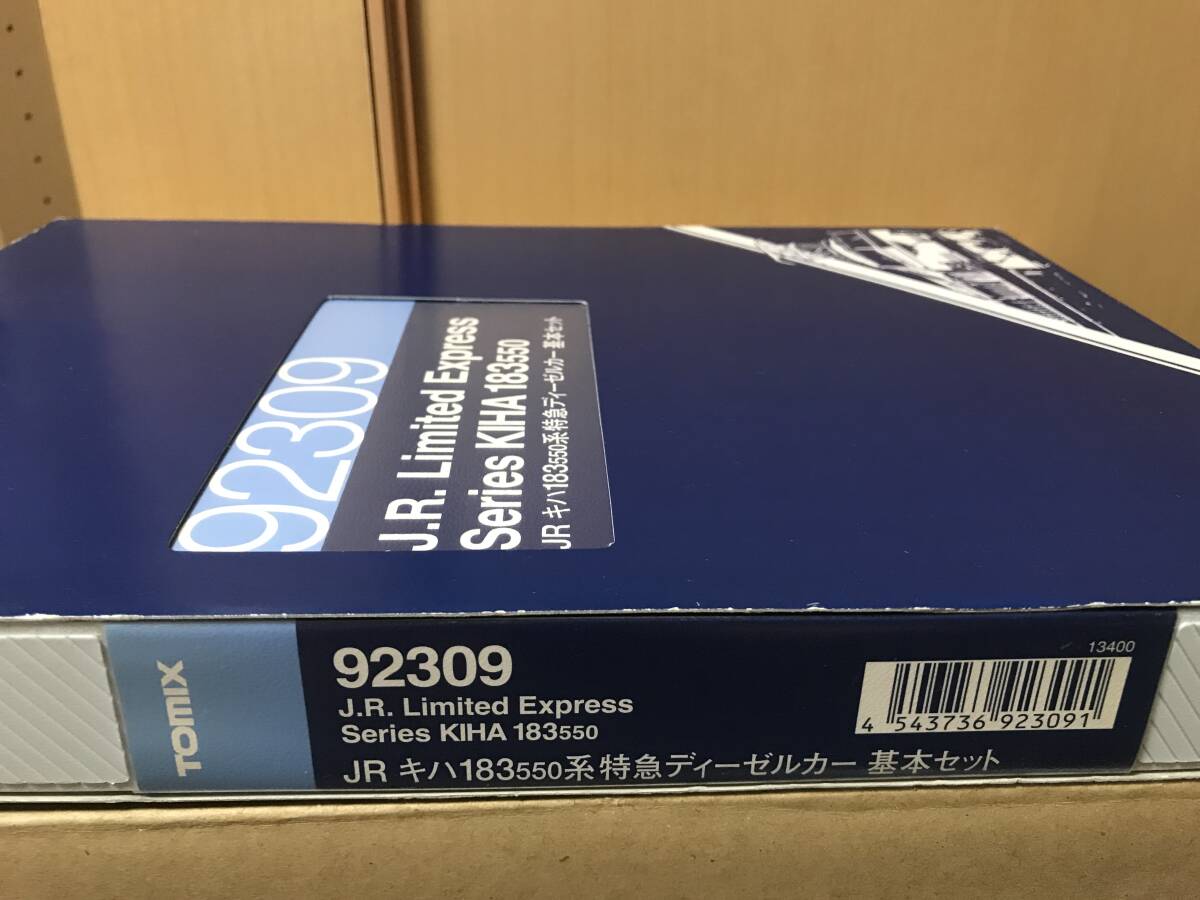 92309
J.R. Limited Express
Series KIHA 183550
JR キハ183550系特急ディーゼルカー 基本セット
TOMIX
92309
J.R. Limited Express
Series KIHA 183550
JR キハ183550系特急ディーゼルカー 基本セット
13400
4 543736 923091